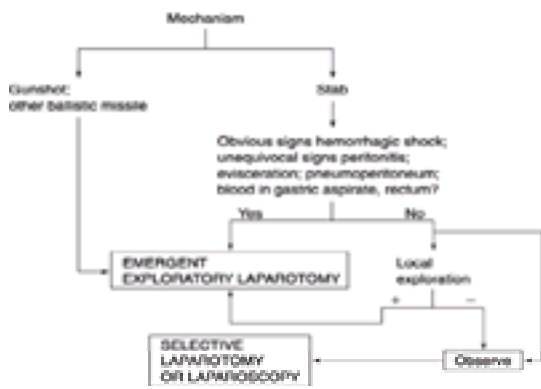 Mechanism
Gunshot;
other ballistic missile
Stab
Obvious signs hemorrhagic shock;
unequivocal signs peritonitis;
evisceration; pneumoperitoneum;
blood in gastric aspirate, rectum?
Yes
No
EMERGENT
EXPLORATORY LAPAROTOMY
Local
exploration
+
−
SELECTIVE
LAPAROTOMY
OR LAPAROSCOPY
Observe